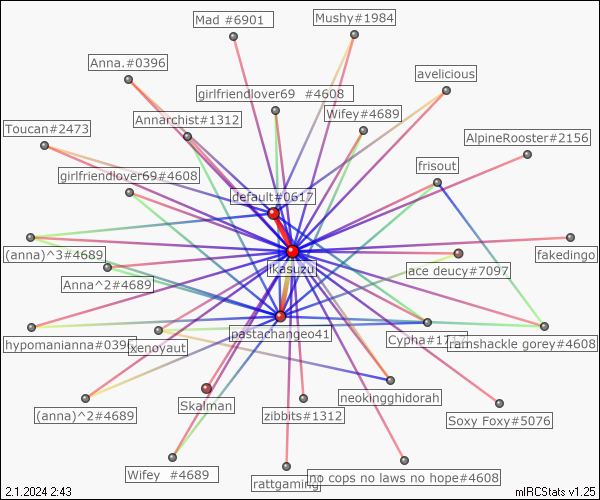 Mad #6901
Mushy#1984
Anna.#0396
avelicious
girlfriendlover69 #4608
Annarchist#1312
Wifey#4689
Toucan#2473
AlpineRooster#2156
frisout
girlfriendlover69#4608
default#0617
(anna)^3#4689
fakedingo
ikasuzu
ace deucy#7097
Anna^2#4689
pastachangeo41
hypomanianna#0396
xenoyaut
Cypha#1717
ramshackle gorey#4608
neokingghidorah
Skalman
(anna)^2#4689
zibbits#1312
Soxy Foxy#5076
Wifey #4689
rattgaming
no cops no laws no hope#4608
2.1.2024 2:43
mIRCStats v1.25